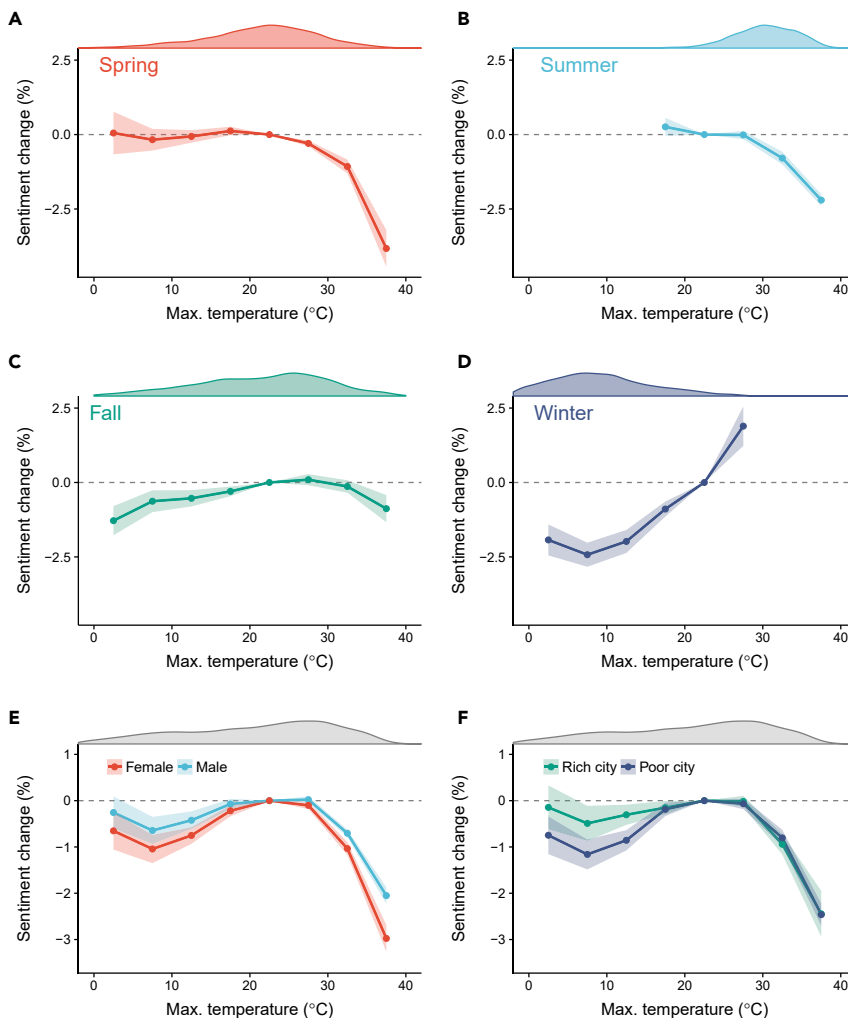 A
Spring
Sentiment change (%)
2.5
0.0
−2.5
0 10 20 30 40
Max. temperature (°C)
B
Summer
Sentiment change (%)
2.5
0.0
−2.5
0 10 20 30 40
Max. temperature (°C)
C
Fall
Sentiment change (%)
2.5
0.0
−2.5
0 10 20 30 40
Max. temperature (°C)
D
Winter
Sentiment change (%)
2.5
0.0
−2.5
0 10 20 30 40
Max. temperature (°C)
E
Female Male
Sentiment change (%)
1
0
−1
−2
−3
0 10 20 30 40
Max. temperature (°C)
F
Rich city Poor city
Sentiment change (%)
1
0
−1
−2
−3
0 10 20 30 40
Max. temperature (°C)